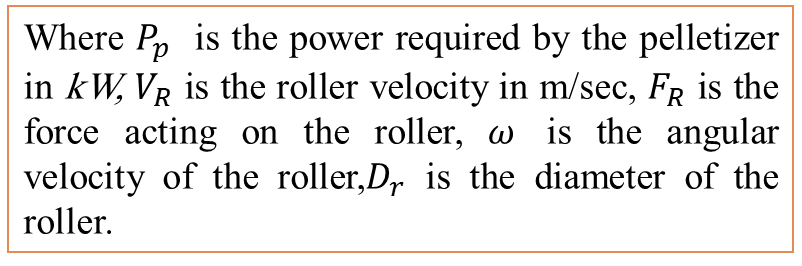 Where 𝑃ₚ is the power required by the pelletizer
in kW, V_R is the roller velocity in m/sec, F_R is the
force acting on the roller, ω is the angular
velocity of the roller,D_r is the diameter of the
roller.